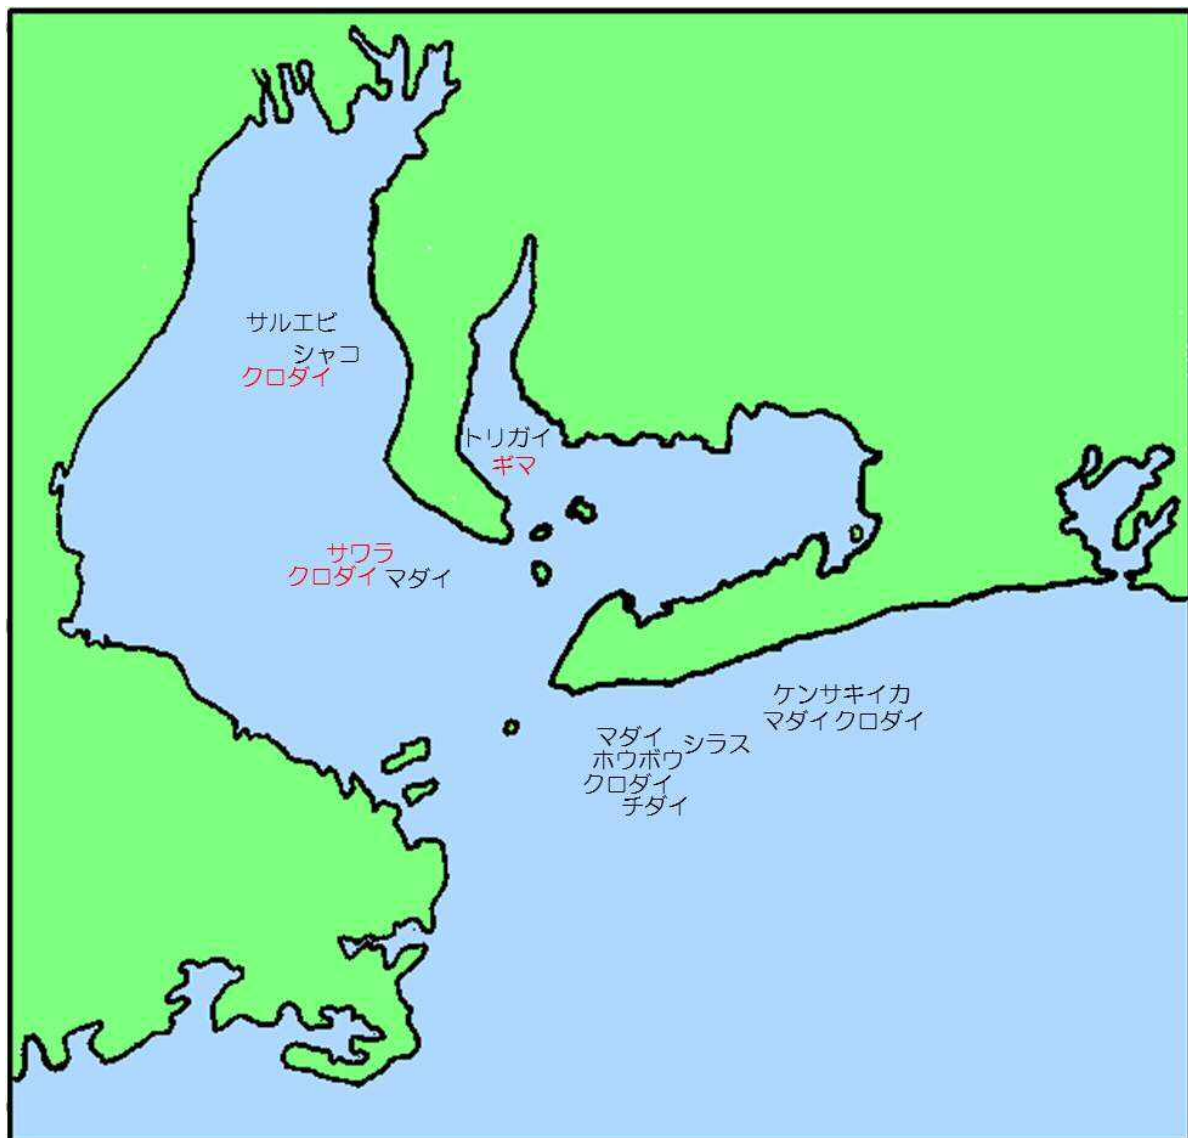 サルエビ
シャコ
クロダイ
トリガイ
ギマ
サワラ
クロダイ マダイ
ケンサキイカ
マダイ クロダイ
マダイ
シラス
ホウボウ
クロダイ
チダイ